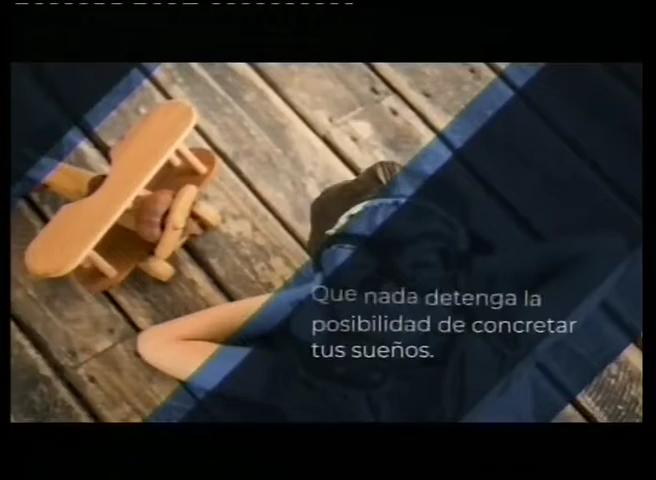 Que nada detenga la
posibilidad de concretar
tus sueños.